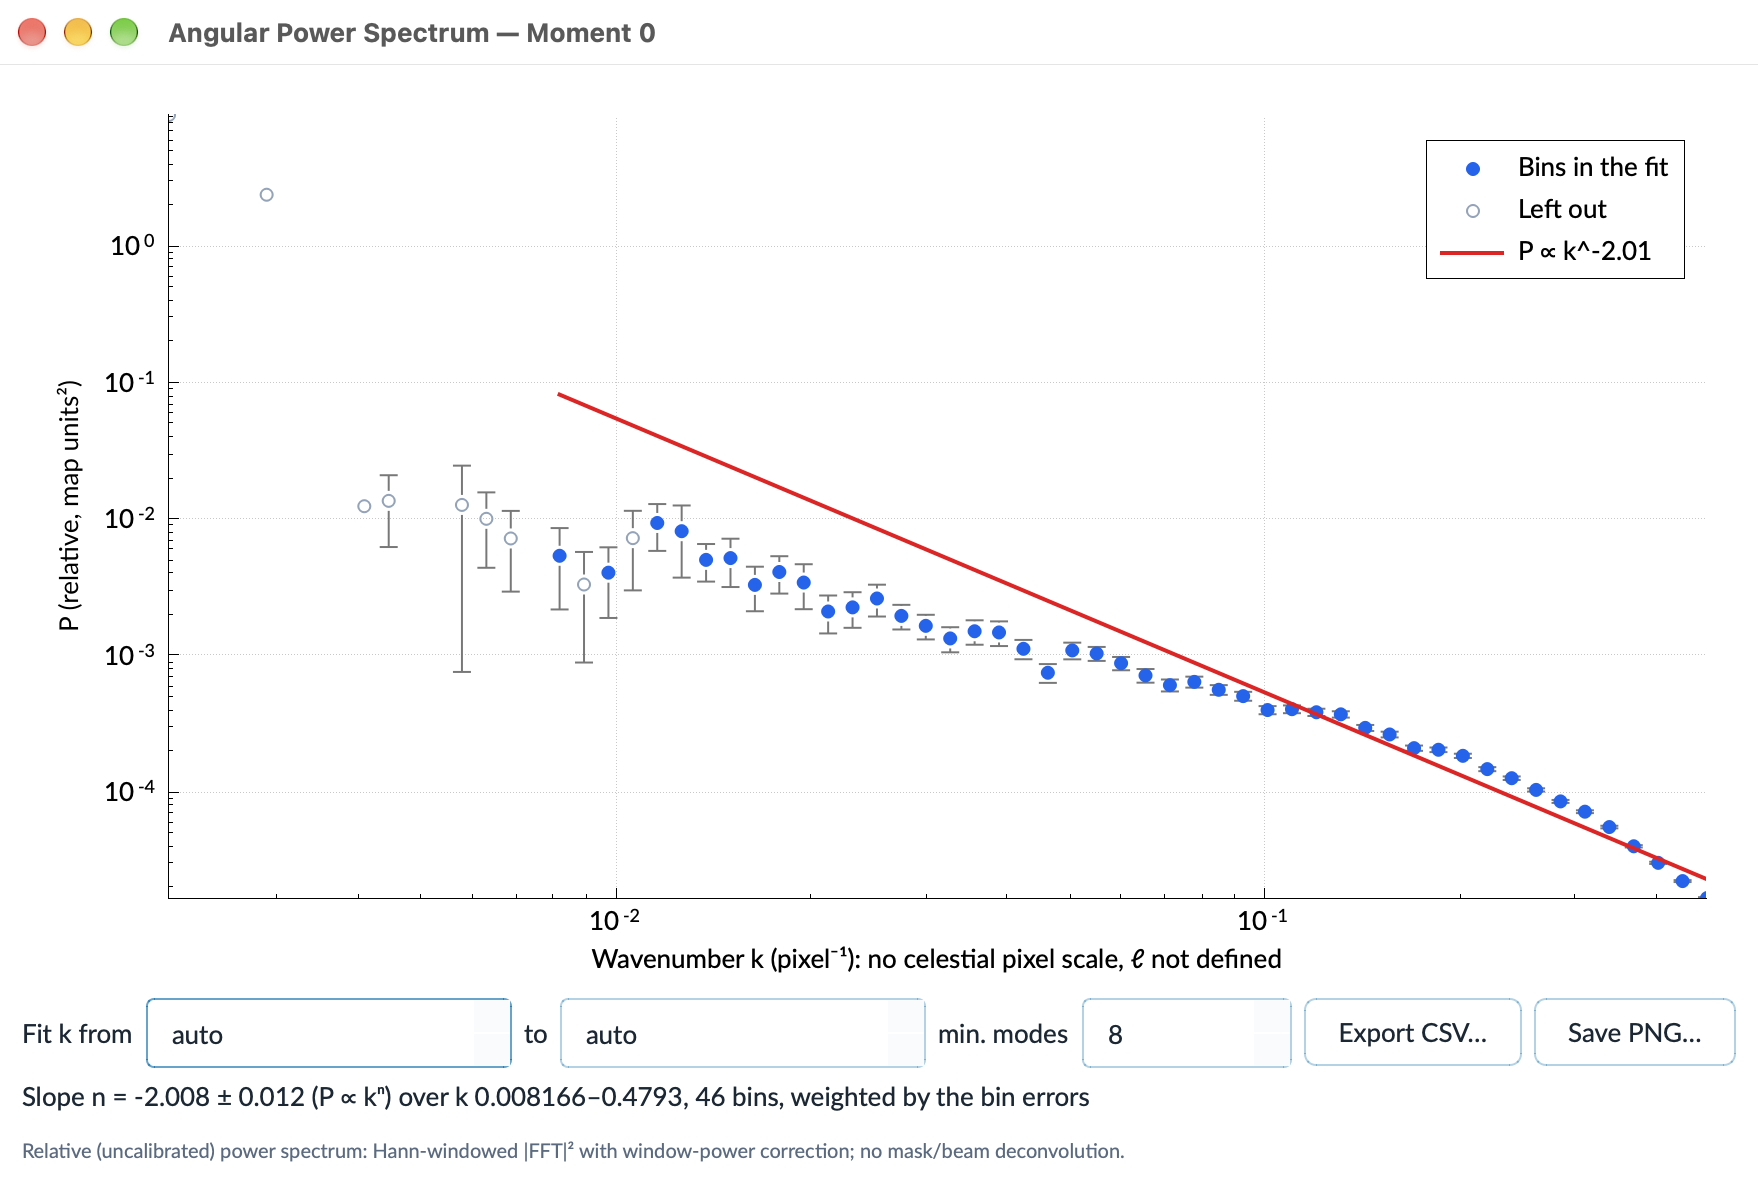 Angular Power Spectrum — Moment 0
Bins in the fit
Left out
P ∝ k^-2.01
10⁰
10⁻¹
10⁻²
10⁻³
10⁻⁴
P (relative, map units²)
10⁻² 10⁻¹
Wavenumber k (pixel⁻¹): no celestial pixel scale, ℓ not defined
Fit k from auto to auto min. modes 8 Export CSV... Save PNG...
Slope n = -2.008 ± 0.012 (P ∝ kⁿ) over k 0.008166–0.4793, 46 bins, weighted by the bin errors
Relative (uncalibrated) power spectrum: Hann-windowed |FFT|² with window-power correction; no mask/beam deconvolution.